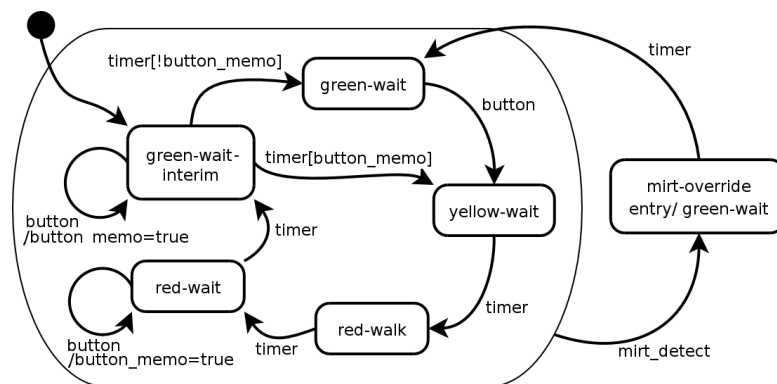 timer[!button_memo]
timer
green-wait
button
green-wait-
interim
timer[button_memo]
mirt-override
entry/ green-wait
yellow-wait
button
/button_memo=true
timer
red-wait
timer
red-walk
button
/button_memo=true
timer
mirt_detect